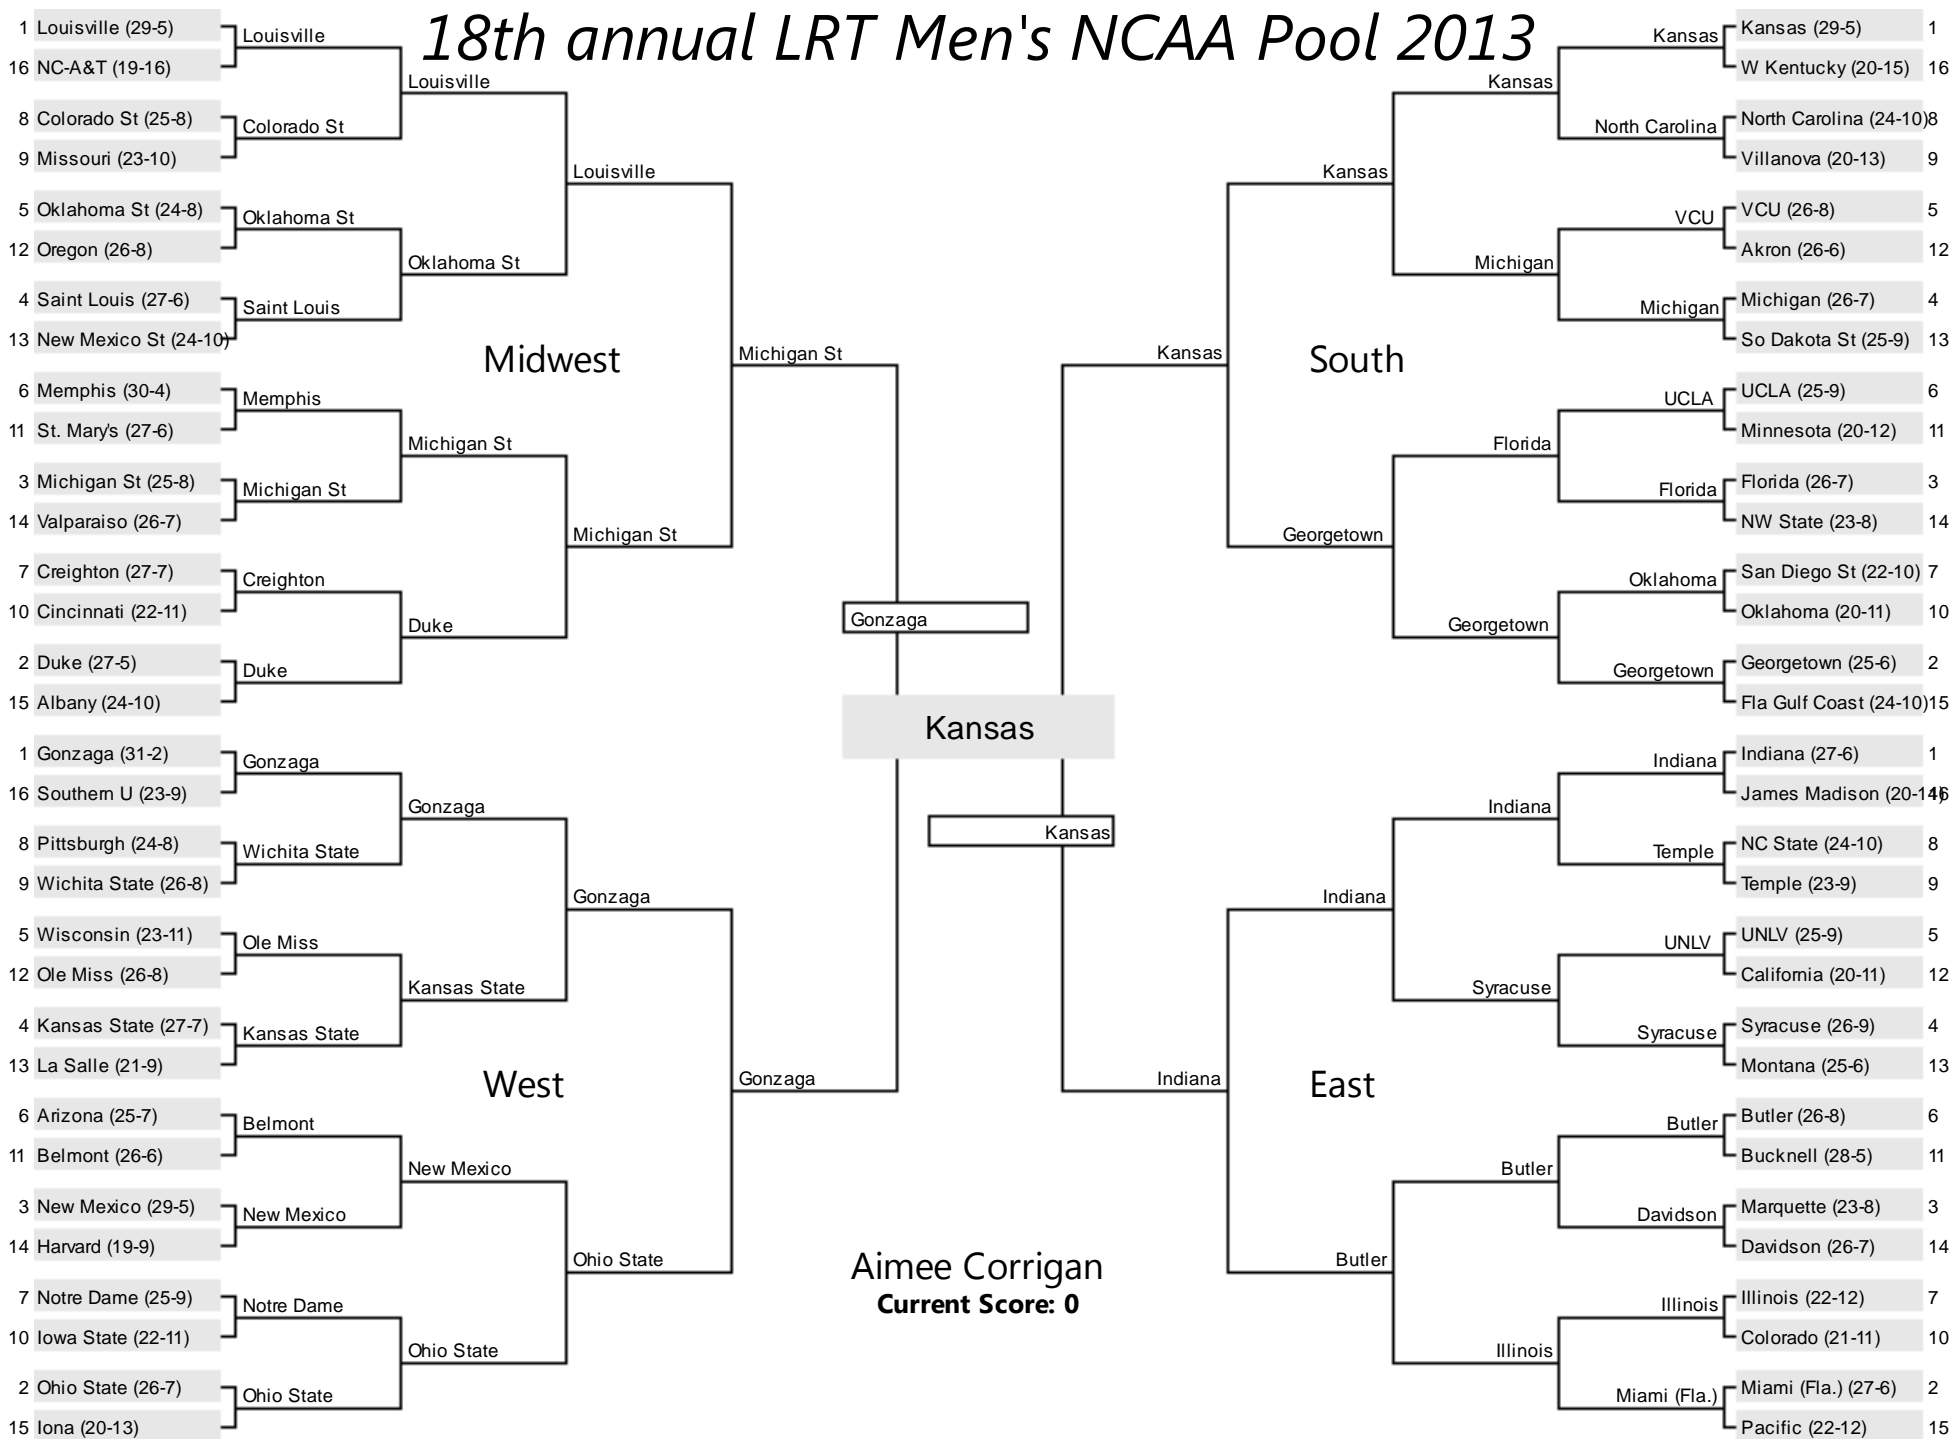 18th annual LRT Men's NCAA Pool 2013
1 Louisville (29-5)
16 NC-A&T (19-16)
8 Colorado St (25-8)
9 Missouri (23-10)
5 Oklahoma St (24-8)
12 Oregon (26-8)
4 Saint Louis (27-6)
13 New Mexico St (24-10)
6 Memphis (30-4)
11 St. Mary's (27-6)
3 Michigan St (25-8)
14 Valparaiso (26-7)
7 Creighton (27-7)
10 Cincinnati (22-11)
2 Duke (27-5)
15 Albany (24-10)
Louisville
Colorado St
Oklahoma St
Saint Louis
Memphis
Michigan St
Creighton
Duke
Louisville
Oklahoma St
Michigan St
Duke
Louisville
Michigan St
Michigan St
Midwest
1 Gonzaga (31-2)
16 Southern U (23-9)
8 Pittsburgh (24-8)
9 Wichita State (26-8)
5 Wisconsin (23-11)
12 Ole Miss (26-8)
4 Kansas State (27-7)
13 La Salle (21-9)
6 Arizona (25-7)
11 Belmont (26-6)
3 New Mexico (29-5)
14 Harvard (19-9)
7 Notre Dame (25-9)
10 Iowa State (22-11)
2 Ohio State (26-7)
15 Iona (20-13)
Gonzaga
Wichita State
Ole Miss
Kansas State
Belmont
New Mexico
Notre Dame
Ohio State
Gonzaga
Kansas State
New Mexico
Ohio State
Gonzaga
Ohio State
Gonzaga
West
Gonzaga
Kansas
Kansas
Aimee Corrigan
Current Score: 0
Kansas (29-5) 1
W Kentucky (20-15) 16
North Carolina (24-10) 8
Villanova (20-13) 9
VCU (26-8) 5
Akron (26-6) 12
Michigan (26-7) 4
So Dakota St (25-9) 13
UCLA (25-9) 6
Minnesota (20-12) 11
Florida (26-7) 3
NW State (23-8) 14
San Diego St (22-10) 7
Oklahoma (20-11) 10
Georgetown (25-6) 2
Fla Gulf Coast (24-10) 15
Kansas
North Carolina
VCU
Michigan
UCLA
Florida
Oklahoma
Georgetown
Kansas
Michigan
Florida
Georgetown
Kansas
Georgetown
Kansas
South
Indiana (27-6) 1
James Madison (20-14) 16
NC State (24-10) 8
Temple (23-9) 9
UNLV (25-9) 5
California (20-11) 12
Syracuse (26-9) 4
Montana (25-6) 13
Butler (26-8) 6
Bucknell (28-5) 11
Marquette (23-8) 3
Davidson (26-7) 14
Illinois (22-12) 7
Colorado (21-11) 10
Miami (Fla.) (27-6) 2
Pacific (22-12) 15
Indiana
Temple
UNLV
Syracuse
Butler
Davidson
Illinois
Miami (Fla.)
Indiana
Syracuse
Butler
Illinois
Indiana
Butler
Indiana
East